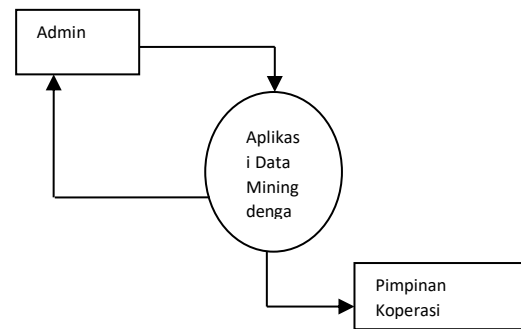 Admin
Aplikas
i Data
Mining
denga
Pimpinan
Koperasi